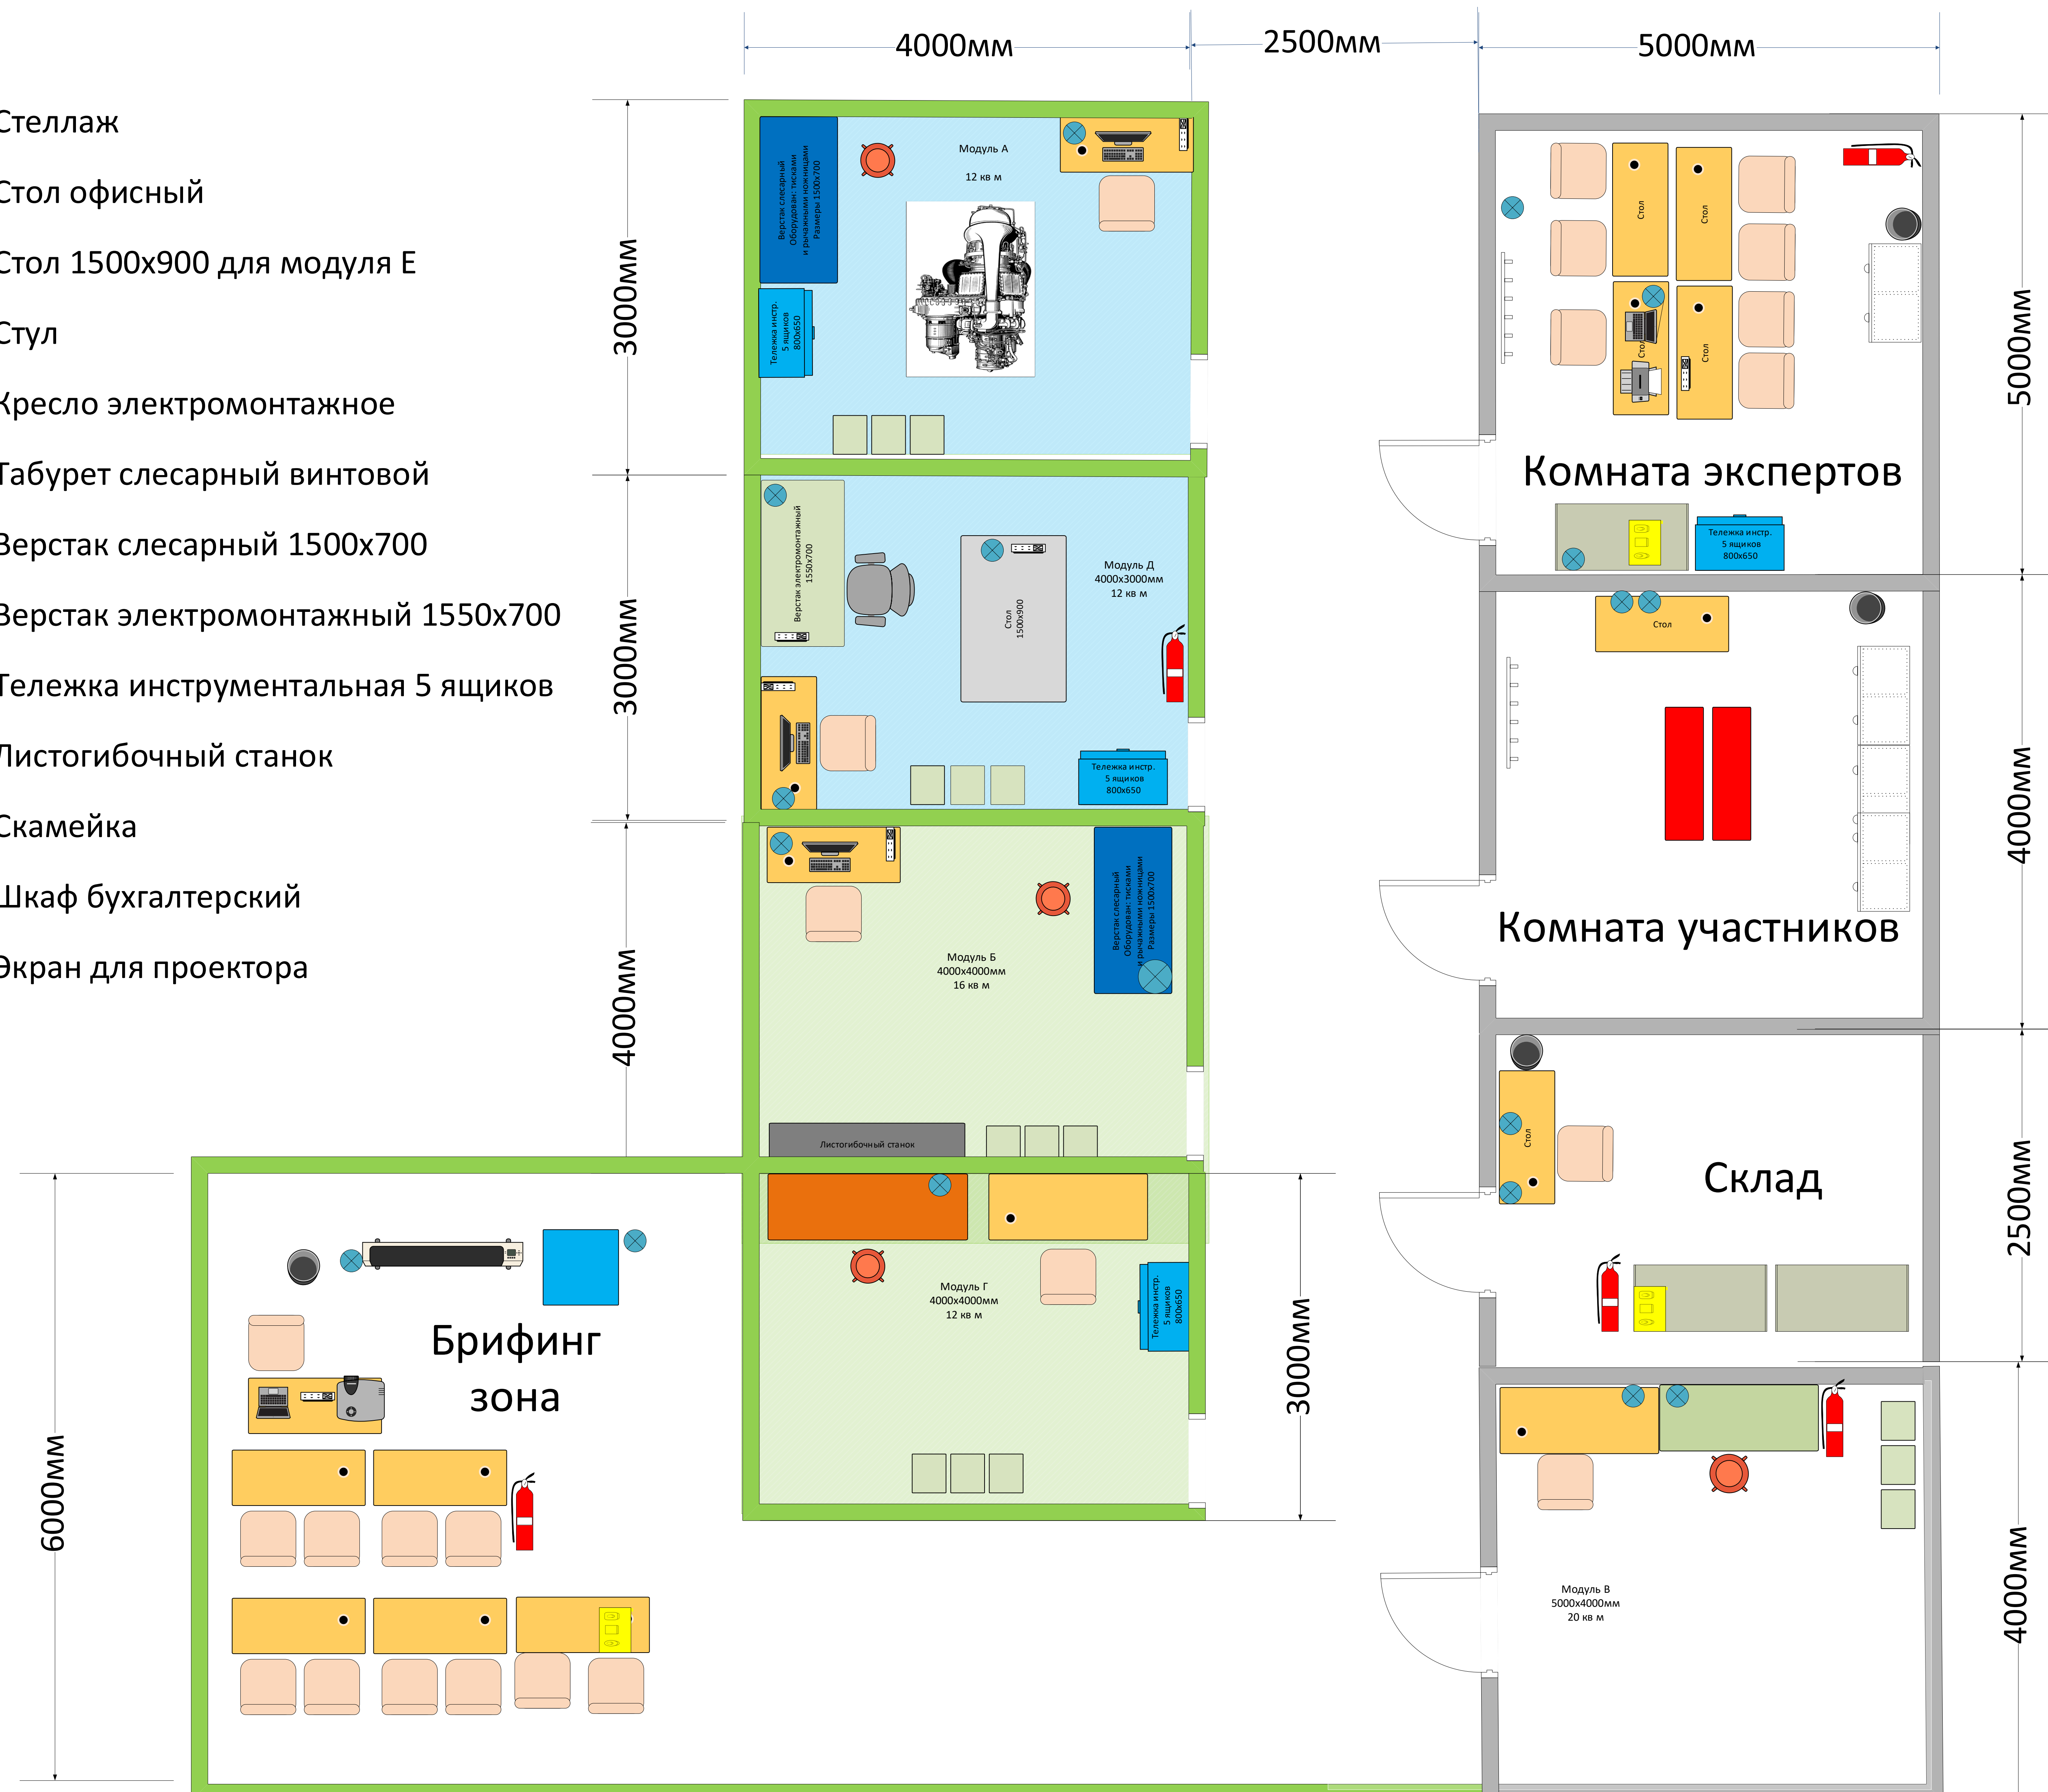 4000мм
2500мм
5000мм
Стеллаж
Стол офисный
Стол 1500х900 для модуля Е
Стул
Кресло электромонтажное
Табурет слесарный винтовой
Верстак слесарный 1500х700
Верстак электромонтажный 1550х700
Тележка инструментальная 5 ящиков
Листогибочный станок
Скамейка
Шкаф бухгалтерский
Экран для проектора
3000мм
3000мм
4000мм
6000мм
Верстак слесарный
Оборудован: тисками
и рычажными ножницами
Размеры 1500х700
Модуль А
12 кв м
Тележка инстр.
5 ящиков
800х650
Верстак электромонтажный
1550х700
Стол
1500х900
Модуль Д
4000х3000мм
12 кв м
Тележка инстр.
5 ящиков
800х650
Верстак слесарный
Оборудован: тисками
и рычажными ножницами
Размеры 1500х700
Модуль Б
4000х4000мм
16 кв м
Листогибочный станок
Модуль Г
4000х4000мм
12 кв м
Тележка инстр.
5 ящиков
800х650
3000мм
Брифинг
зона
Стол
Стол
Стол
Стол
Комната экспертов
Тележка инстр.
5 ящиков
800х650
5000мм
Стол
Комната участников
4000мм
Стол
Склад
2500мм
Модуль В
5000х4000мм
20 кв м
4000мм